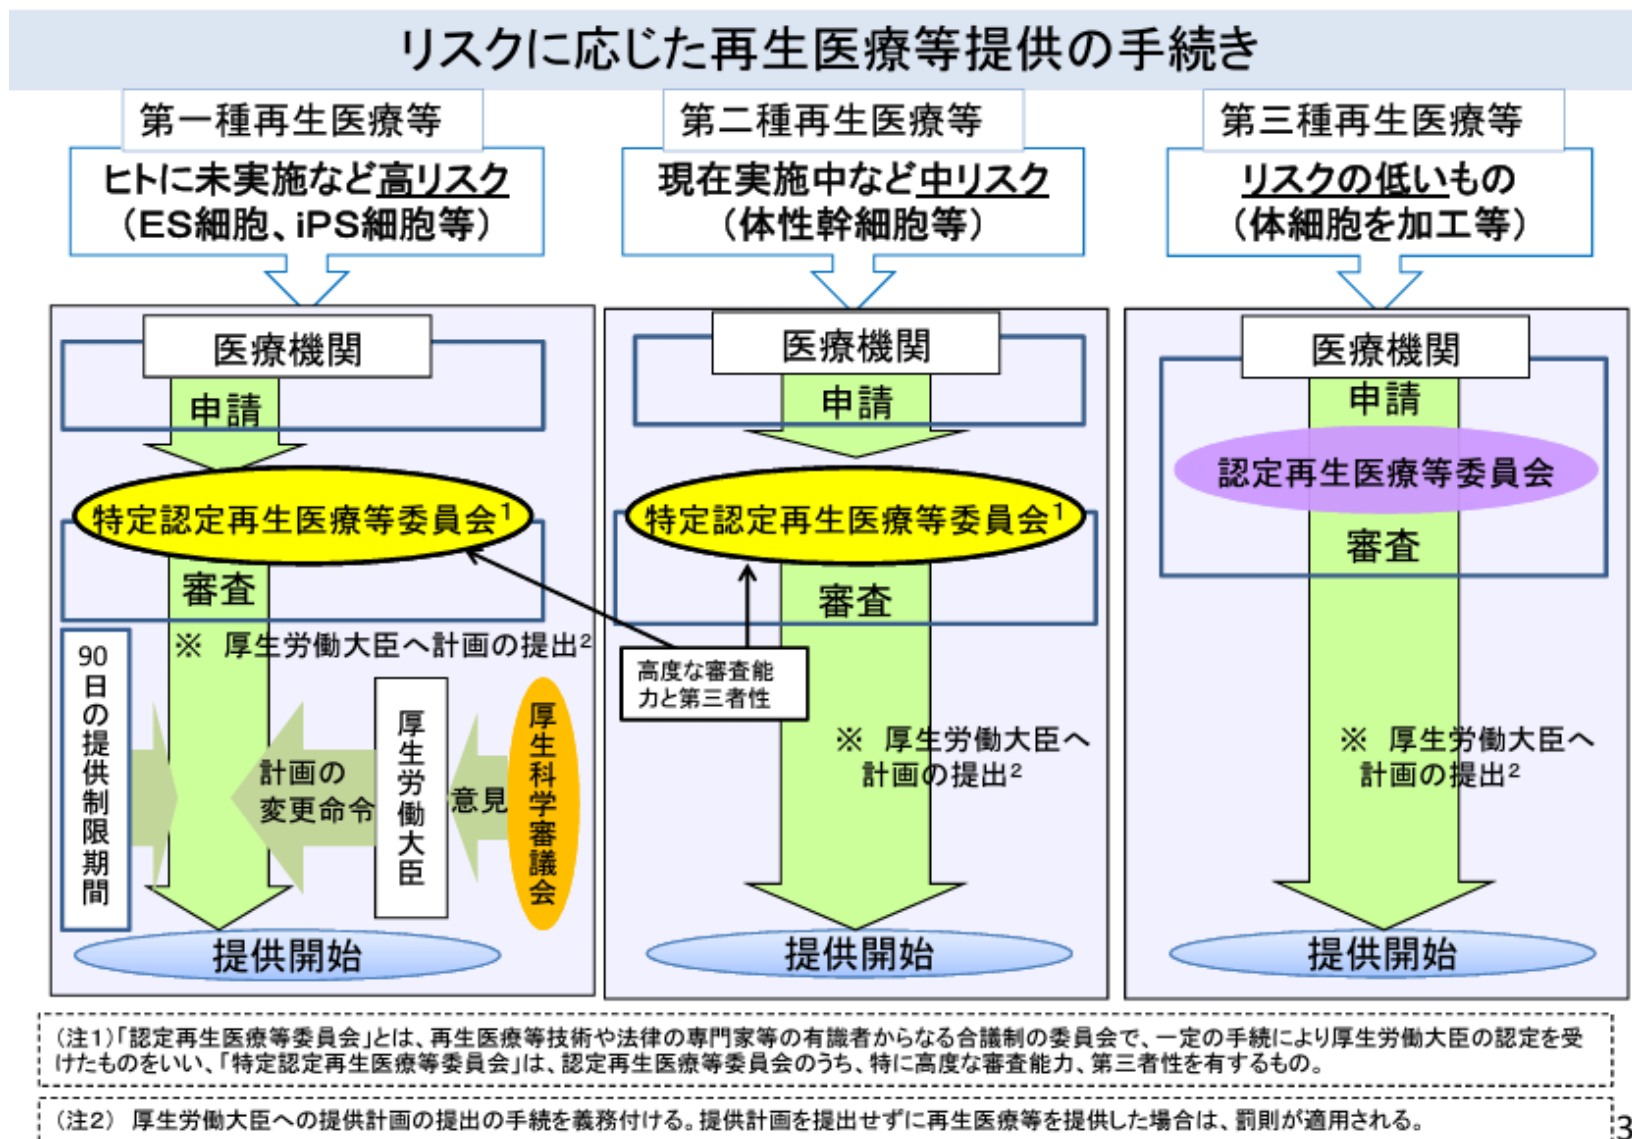 リスクに応じた再生医療等提供の手続き
第一種再生医療等
ヒトに未実施など高リスク
（ES細胞、iPS細胞等）
医療機関
申請
特定認定再生医療等委員会1
審査
※ 厚生労働大臣へ計画の提出2
90日の提供制限期間
計画の
変更命令
厚生労働大臣
意見
厚生科学審議会
提供開始
第二種再生医療等
現在実施中など中リスク
（体性幹細胞等）
医療機関
申請
特定認定再生医療等委員会1
審査
高度な審査能
力と第三者性
※ 厚生労働大臣へ
計画の提出2
提供開始
第三種再生医療等
リスクの低いもの
（体細胞を加工等）
医療機関
申請
認定再生医療等委員会
審査
※ 厚生労働大臣へ
計画の提出2
提供開始
（注1）「認定再生医療等委員会」とは、再生医療等技術や法律の専門家等の有識者からなる合議制の委員会で、一定の手続により厚生労働大臣の認定を受
けたものをいい、「特定認定再生医療等委員会」は、認定再生医療等委員会のうち、特に高度な審査能力、第三者性を有するもの。
（注2） 厚生労働大臣への提供計画の提出の手続を義務付ける。提供計画を提出せずに再生医療等を提供した場合は、罰則が適用される。
3